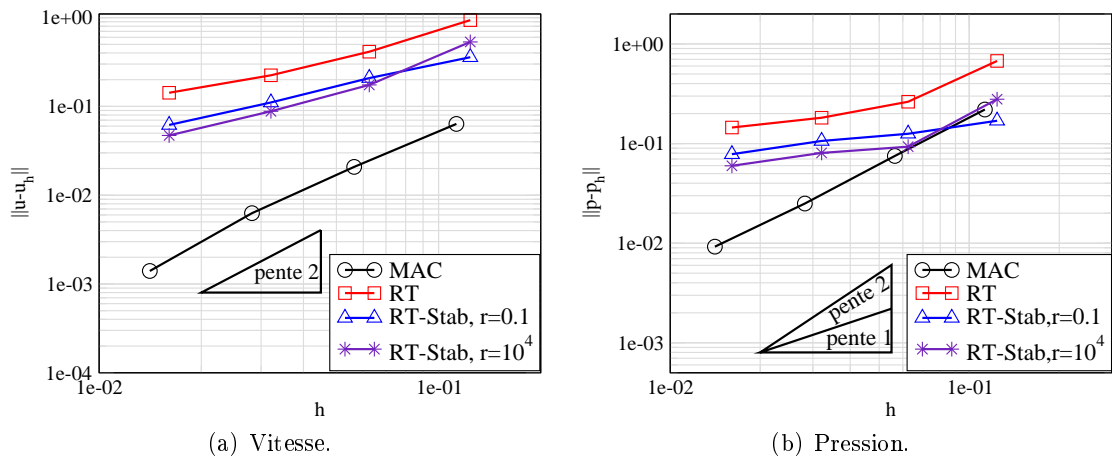 1e+00
1e-01
1e-02
1e-03
1e-04
||u-u_h||
1e-02
1e-01
h
pente 2
MAC
RT
RT-Stab, r=0.1
RT-Stab, r=10^4
(a) Vitesse.
1e+00
1e-01
1e-02
1e-03
||p-p_h||
1e-02
1e-01
h
pente 2
pente 1
MAC
RT
RT-Stab,r=0.1
RT-Stab,r=10^4
(b) Pression.